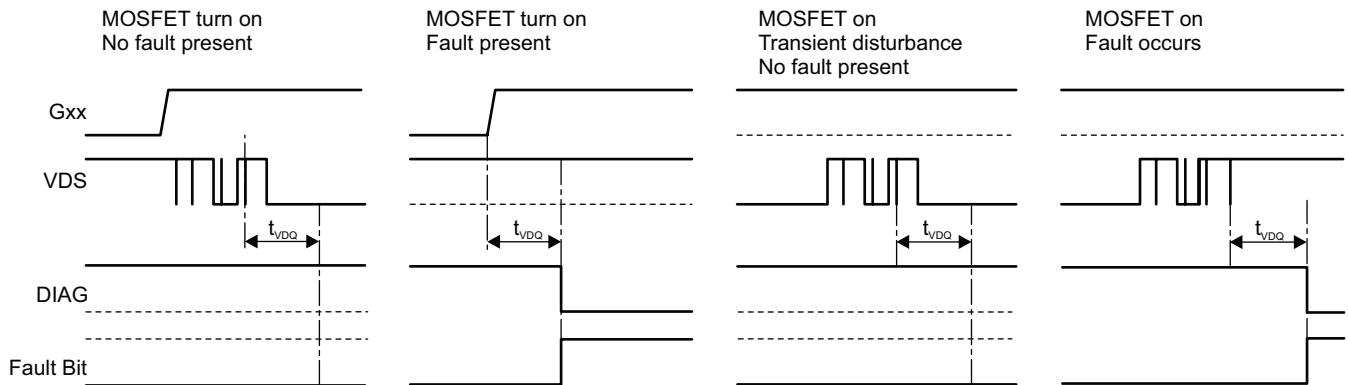 MOSFET turn on
No fault present
MOSFET turn on
Fault present
MOSFET on
Transient disturbance
No fault present
MOSFET on
Fault occurs
Gxx
VDS
tVDQ
tVDQ
tVDQ
tVDQ
DIAG
Fault Bit